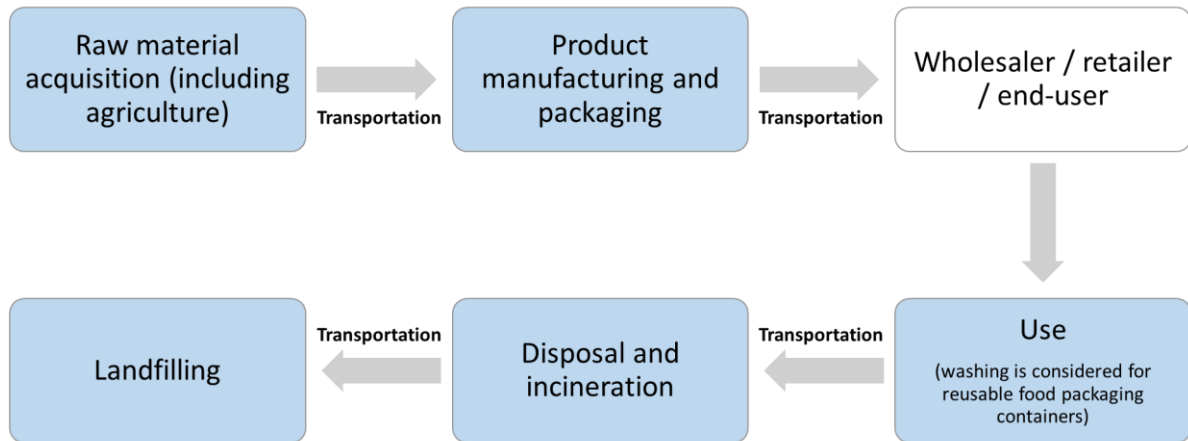 Raw material
acquisition (including
agriculture)
Transportation
Product
manufacturing and
packaging
Transportation
Wholesaler / retailer
/ end-user
Use
(washing is considered for
reusable food packaging
containers)
Transportation
Disposal and
incineration
Transportation
Landfilling